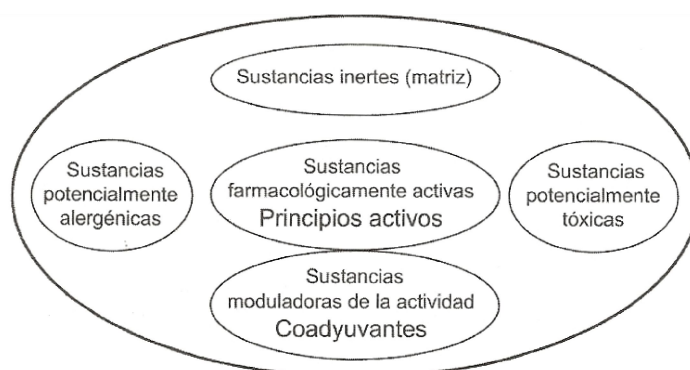 Sustancias inertes (matriz)
Sustancias
potencialmente
alergénicas
Sustancias
farmacológicamente activas
Principios activos
Sustancias
potencialmente
tóxicas
Sustancias
moduladoras de la actividad
Coadyuvantes